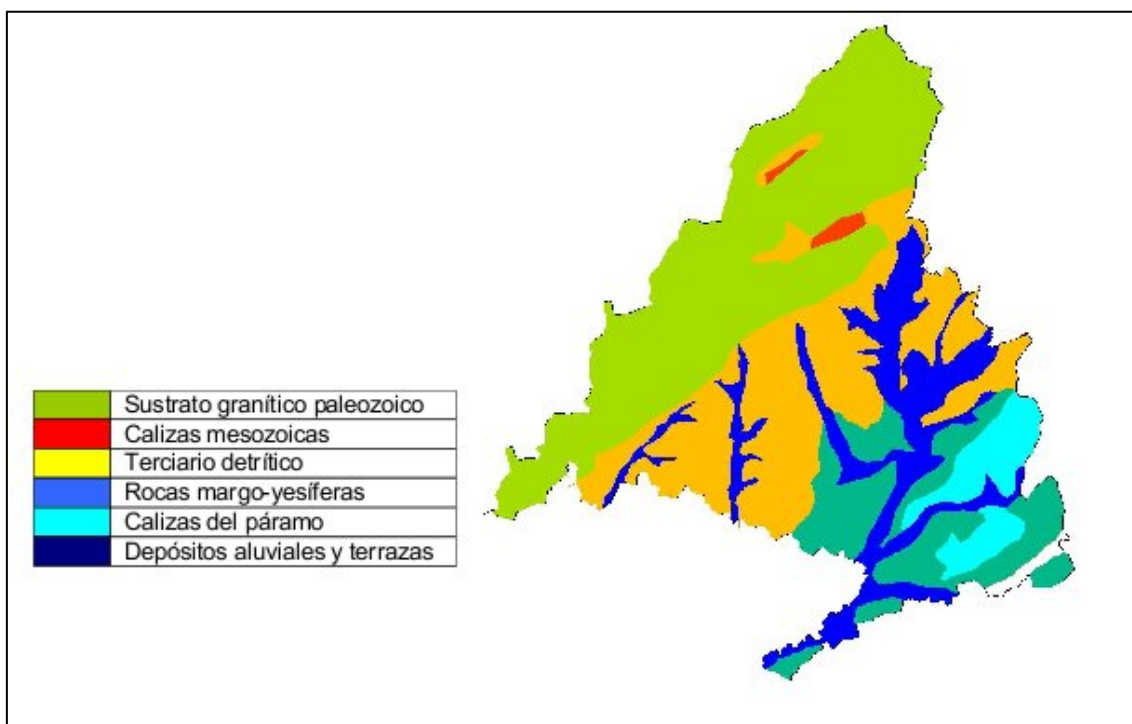 Sustrato granítico paleozoico
Calizas mesozoicas
Terciario detrítico
Rocas margo-yesíferas
Calizas del páramo
Depósitos aluviales y terrazas